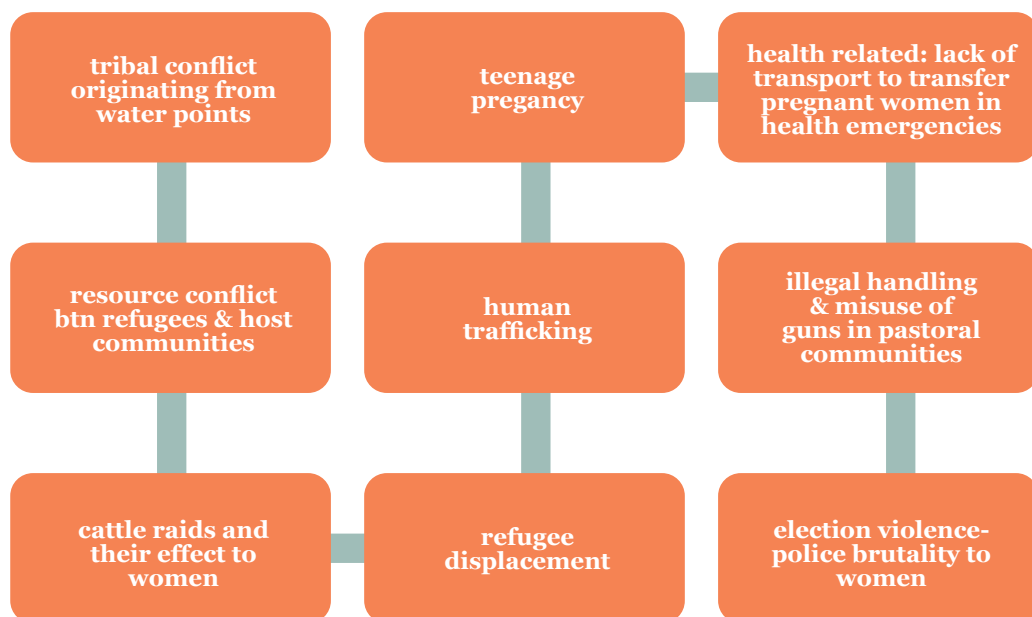 tribal conflict
originating from
water points
resource conflict
btn refugees & host
communities
cattle raids and
their effect to
women
refugee
displacement
human
trafficking
teenage
pregancy
health related: lack of
transport to transfer
pregnant women in
health emergencies
illegal handling
& misuse of
guns in pastoral
communities
election violence-
police brutality to
women